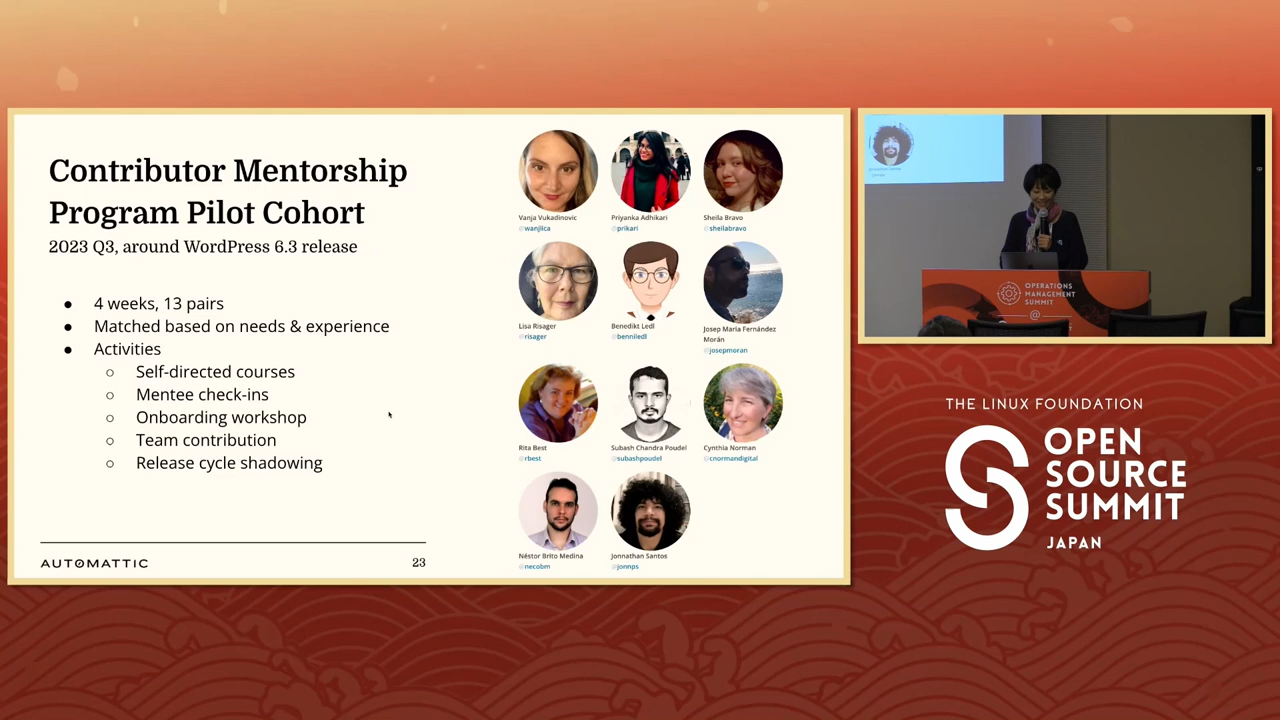 Contributor Mentorship
Program Pilot Cohort
2023 Q3, around WordPress 6.3 release
● 4 weeks, 13 pairs
● Matched based on needs & experience
● Activities
○ Self-directed courses
○ Mentee check-ins
○ Onboarding workshop
○ Team contribution
○ Release cycle shadowing
AUTOMATTIC
23
Vanja Vukadinovic
@wanjlica
Priyanka Adhikari
@prikari
Sheila Bravo
@sheilabravo
Lisa Risager
@risager
Benedikt Ledl
@benniledl
Josep Maria Fernández
Morán
@josepmoran
Rita Best
@rbest
Subash Chandra Poudel
@subashpoudel
Cynthia Norman
@cnormandigital
Néstor Brito Medina
@necobm
Jonnathan Santos
@jonnps
OPERATIONS
MANAGEMENT
SUMMIT
@
THE LINUX FOUNDATION
OPEN
SOURCE
SUMMIT
JAPAN